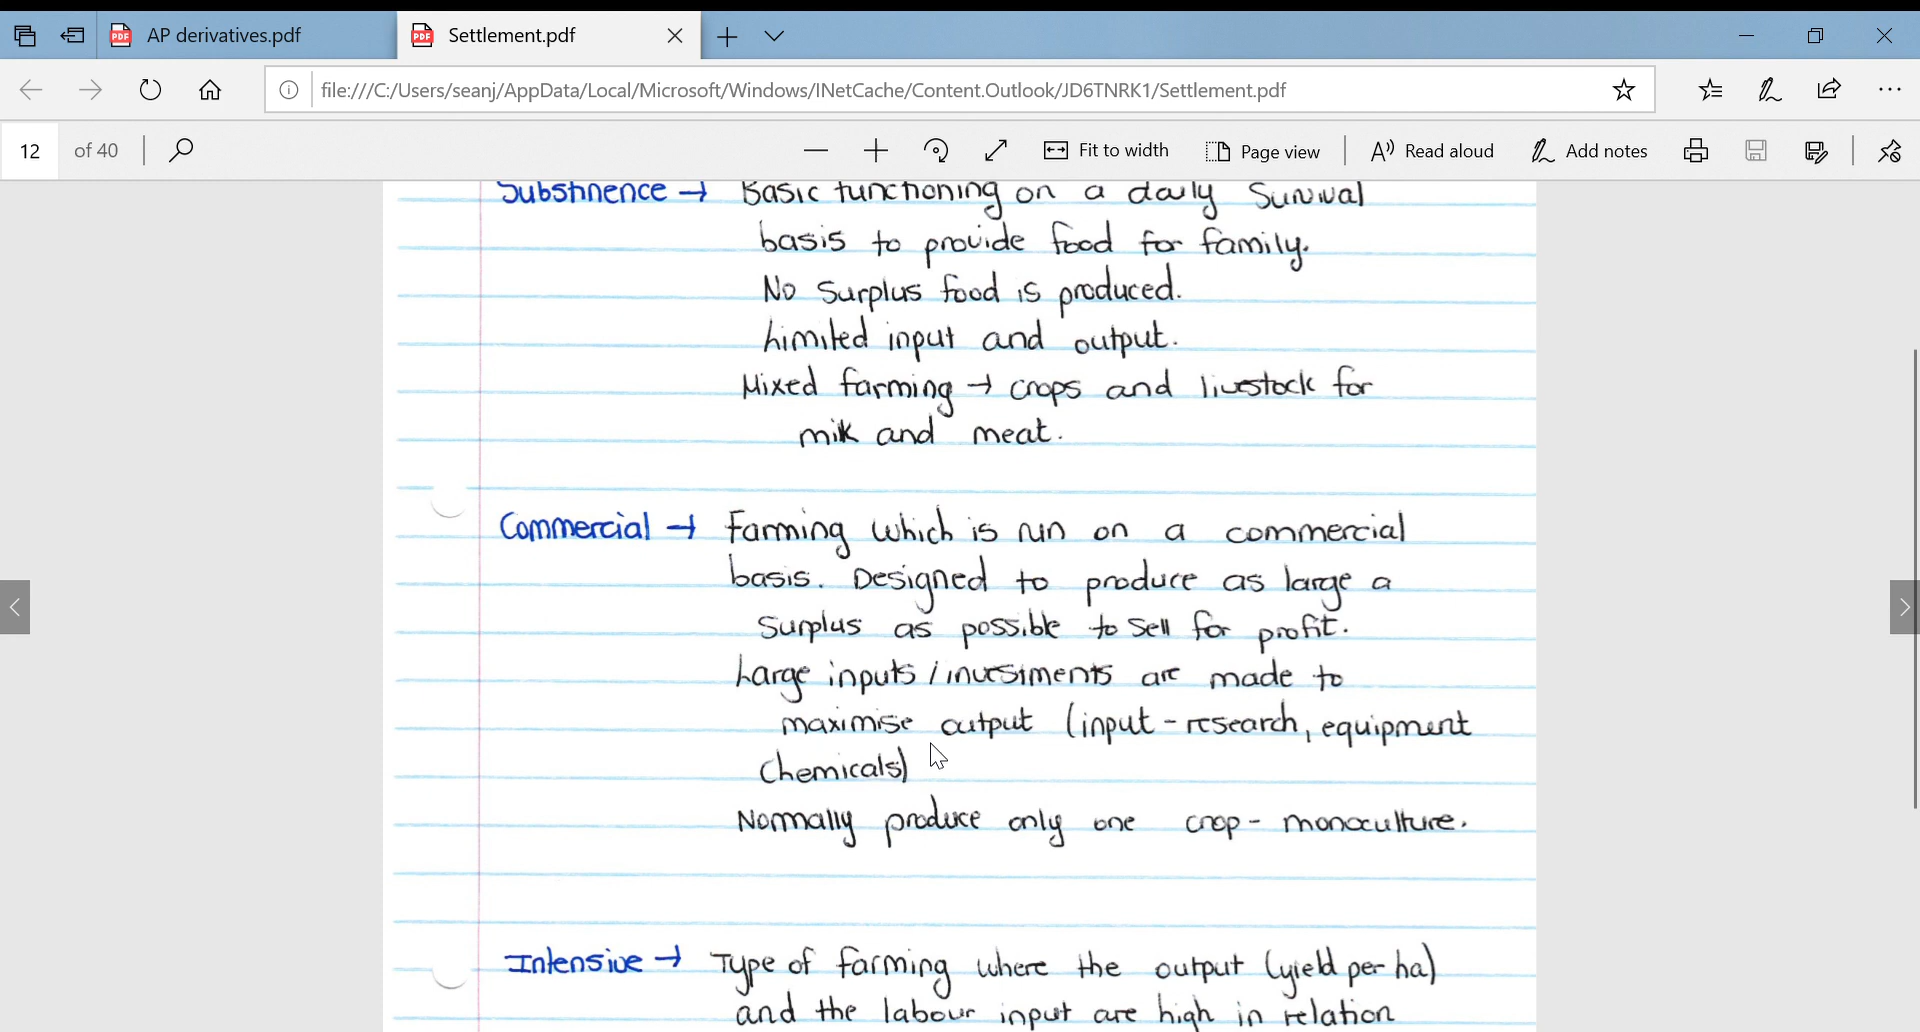 AP derivatives.pdf
Settlement.pdf
file:///C:/Users/seanj/AppData/Local/Microsoft/Windows/INetCache/Content.Outlook/JD6TNRK1/Settlement.pdf
12 of 40
Fit to width
Page view
Read aloud
Add notes
Substinence → Basic functioning on a daily Survival
basis to provide food for family.
No Surplus food is produced.
Limited input and output.
Mixed farming → crops and livestock for
milk and meat.
Commercial → Farming which is run on a commercial
basis. Designed to produce as large a
Surplus as possible to sell for profit.
Large inputs / investments are made to
maximise output (input - research, equipment
Chemicals)
Normally produce only one crop - monoculture.
Intensive → Type of farming where the output (yield per ha)
and the labour input are high in relation